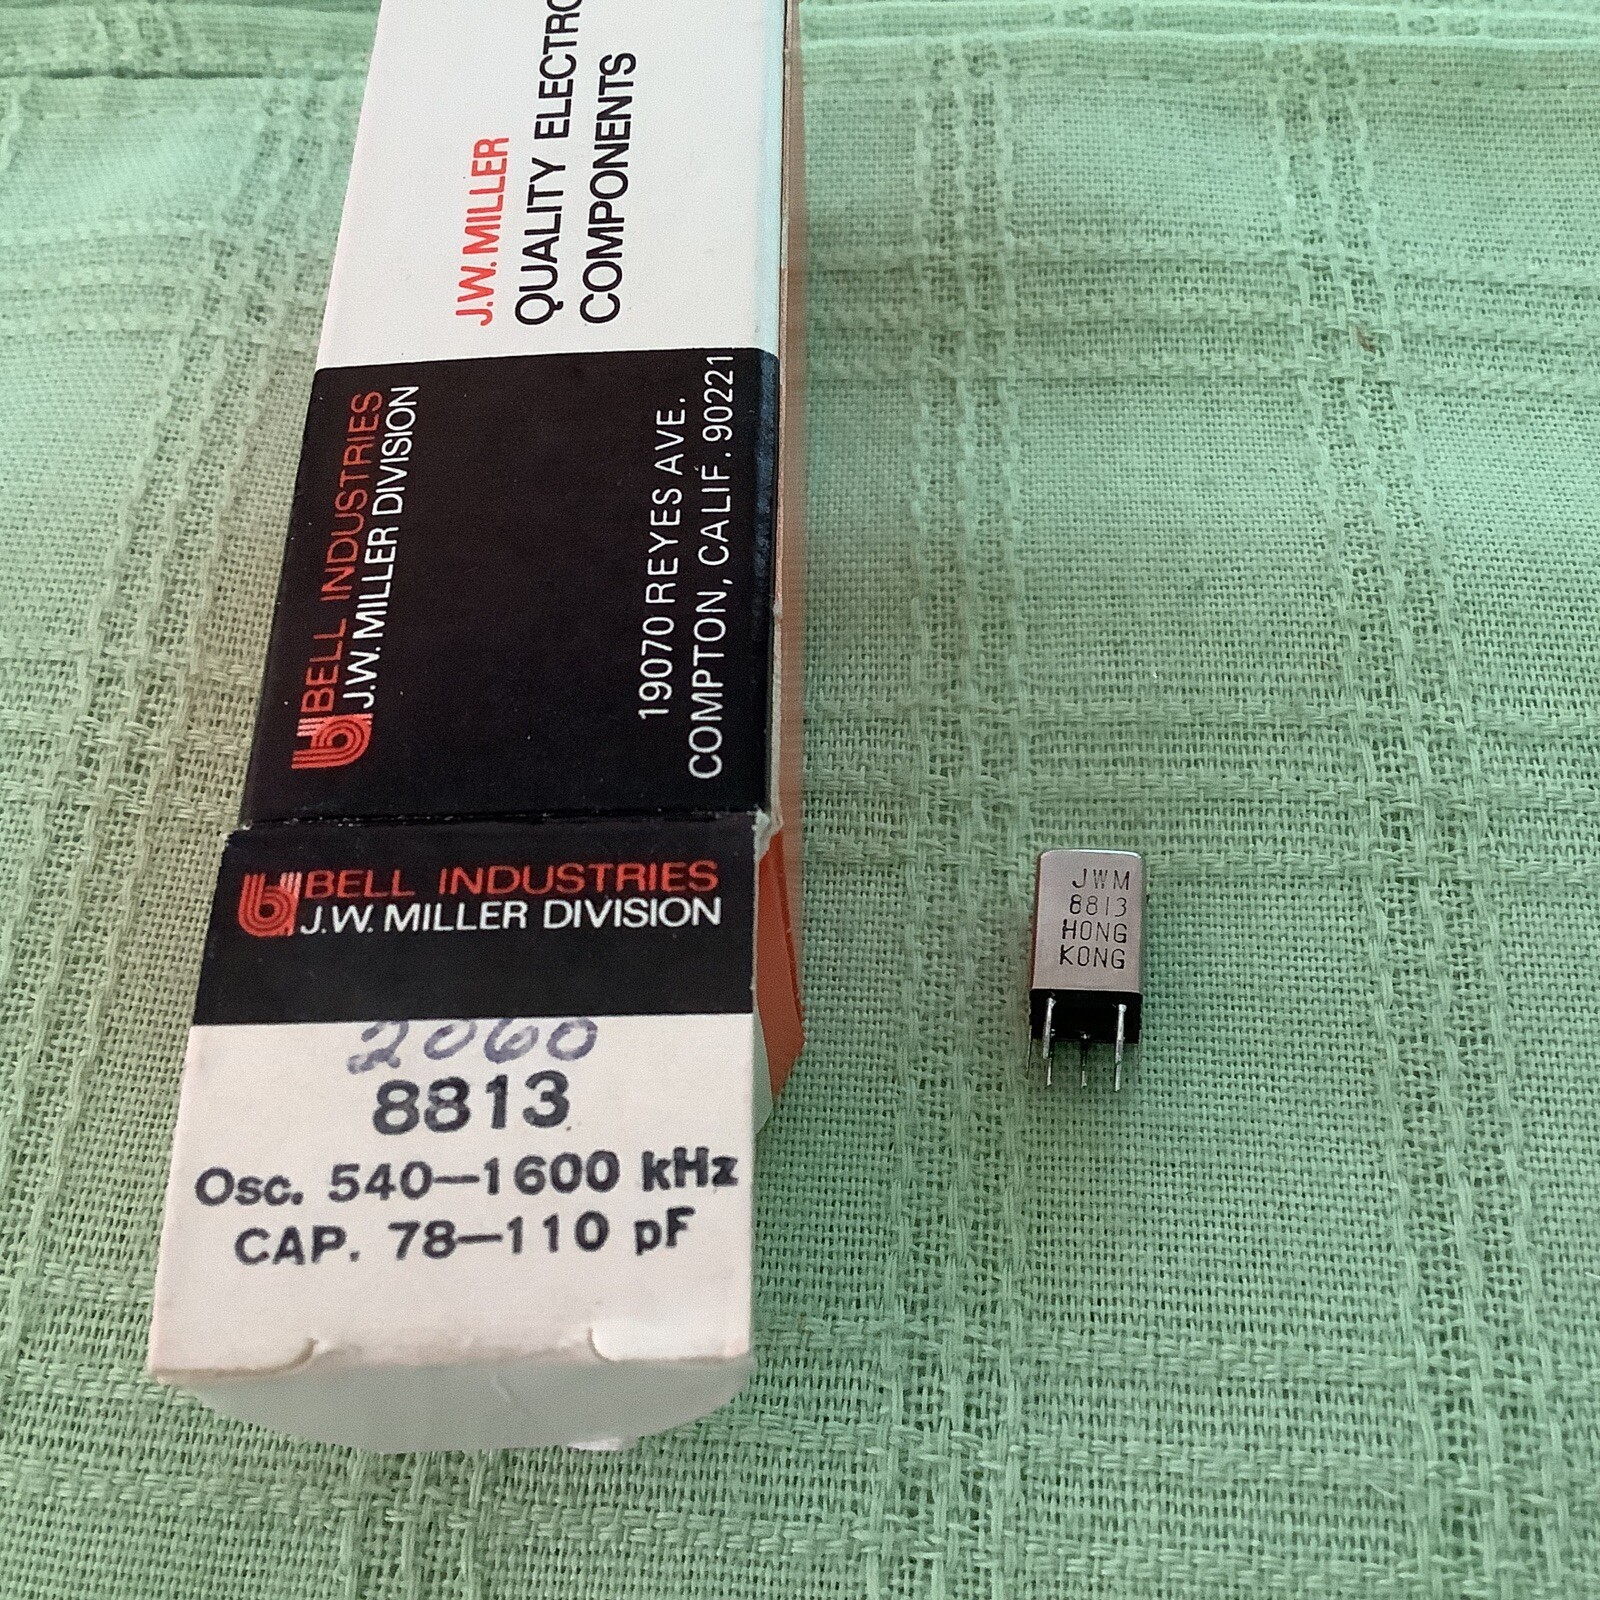 J.W. MILLER
QUALITY
COMPONENTS
BELL INDUSTRIES
J.W. MILLER DIVISION
19070 REYES AVE.
COMPTON, CALIF. 90221
BELL INDUSTRIES
J.W. MILLER DIVISION
2060
8813
Osc. 540–1600 kHz
CAP. 78–110 pF
JWM
8813
HONG
KONG